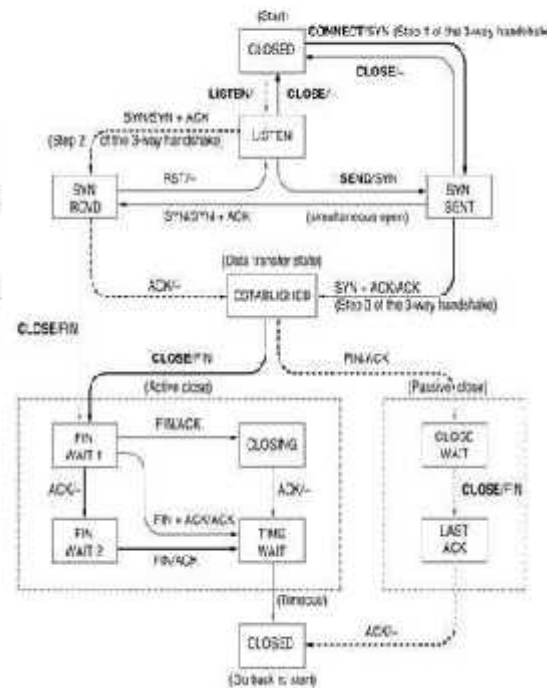 (Start)
CONNECT/SYN (Step 1 of the 3-way handshake
CLOSED
CLOSE/-
LISTEN/
CLOSE/-
SYN/SYN + ACK
LISTEN
(Step 2 of the 3-way handshake)
RST/-
SEND/SYN
SYN
RCVD
SYN
SENT
SYN/SYN + ACK
(simultaneous open)
(Data transfer state)
ACK/-
ESTABLISHED
SYN + ACK/ACK
(Step 3 of the 3-way handshake)
CLOSE/FIN
CLOSE/FIN
FIN/ACK
(Active close)
(Passive close)
FIN
WAIT 1
FIN/ACK
CLOSING
CLOSE
WAIT
ACK/-
ACK/-
CLOSE/FIN
FIN + ACK/ACK
FIN
WAIT 2
TIME
WAIT
LAST
ACK
FIN/ACK
(Timeout)
CLOSED
ACK/-
(Go back to start)